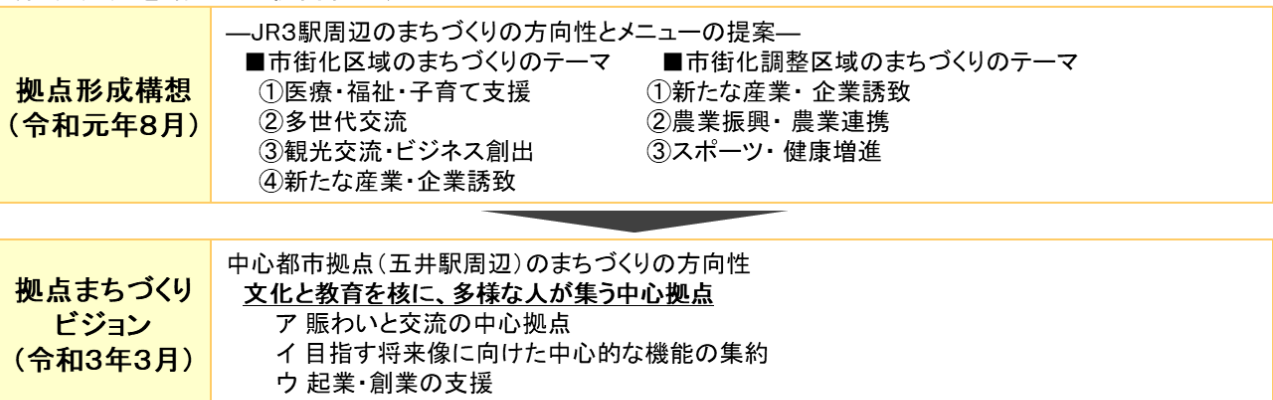 拠点形成構想
（令和元年８月）
―ＪＲ３駅周辺のまちづくりの方向性とメニューの提案―
■市街化区域のまちづくりのテーマ
①医療・福祉・子育て支援
②多世代交流
③観光交流・ビジネス創出
④新たな産業・企業誘致
■市街化調整区域のまちづくりのテーマ
①新たな産業・ 企業誘致
②農業振興・ 農業連携
③スポーツ・ 健康増進
拠点まちづくり
ビジョン
（令和３年３月）
中心都市拠点（五井駅周辺）のまちづくりの方向性
文化と教育を核に、多様な人が集う中心拠点
ア 賑わいと交流の中心拠点
イ 目指す将来像に向けた中心的な機能の集約
ウ 起業・創業の支援